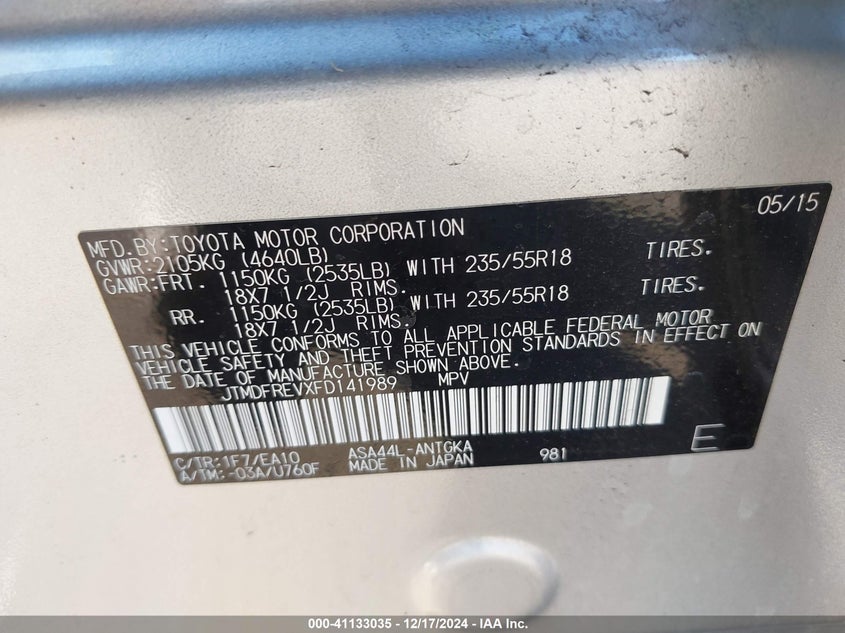 05/15
MFD.BY:TOYOTA MOTOR CORPORATION
GVWR:2105KG (4640LB)
GAWR:FRT. 1150KG (2535LB) WITH 235/55R18 TIRES.
18X7 1/2J RIMS.
RR. 1150KG (2535LB) WITH 235/55R18 TIRES.
18X7 1/2J RIMS.
THIS VEHICLE CONFORMS TO ALL APPLICABLE FEDERAL MOTOR
VEHICLE SAFETY AND THEFT PREVENTION STANDARDS IN EFFECT ON
THE DATE OF MANUFACTURE SHOWN ABOVE.
JTMDFREVXFD141989 MPV
C/TR:1F7/EA10 ASA44L-ANTGKA 981 E
A/TM:-03A/U760F MADE IN JAPAN
000-41133035 - 12/17/2024 - IAA Inc.